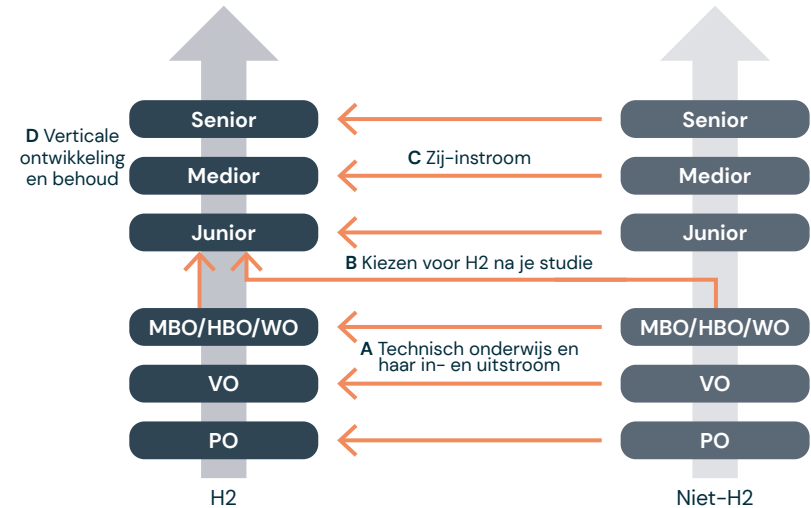 Senior
Senior
D Verticale
ontwikkeling
en behoud
C Zij-instroom
Medior
Medior
Junior
Junior
B Kiezen voor H2 na je studie
MBO/HBO/WO
MBO/HBO/WO
A Technisch onderwijs en
haar in- en uitstroom
VO
VO
PO
PO
H2
Niet-H2